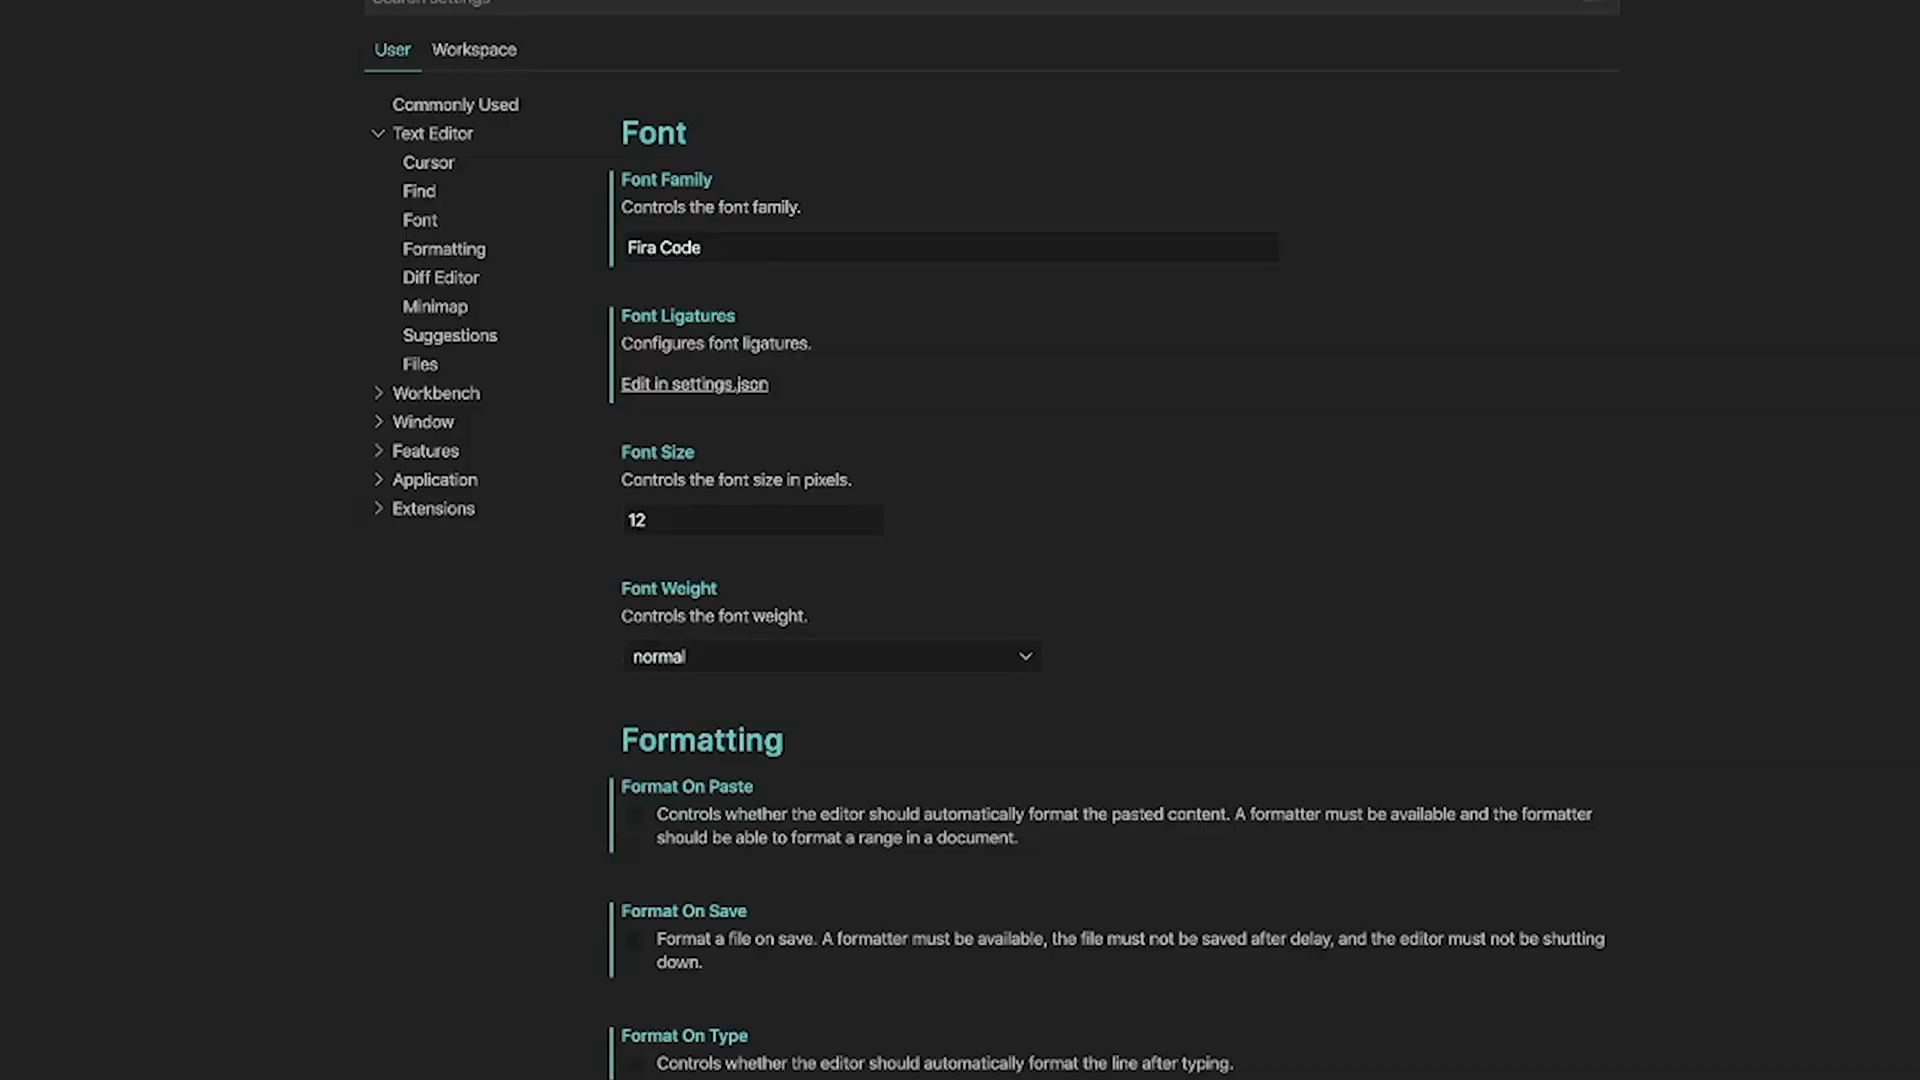 Search settings
User Workspace
Commonly Used
Text Editor
Cursor
Find
Font
Formatting
Diff Editor
Minimap
Suggestions
Files
Workbench
Window
Features
Application
Extensions
Font
Font Family
Controls the font family.
Fira Code
Font Ligatures
Configures font ligatures.
Edit in settings.json
Font Size
Controls the font size in pixels.
12
Font Weight
Controls the font weight.
normal
Formatting
Format On Paste
Controls whether the editor should automatically format the pasted content. A formatter must be available and the formatter
should be able to format a range in a document.
Format On Save
Format a file on save. A formatter must be available, the file must not be saved after delay, and the editor must not be shutting
down.
Format On Type
Controls whether the editor should automatically format the line after typing.